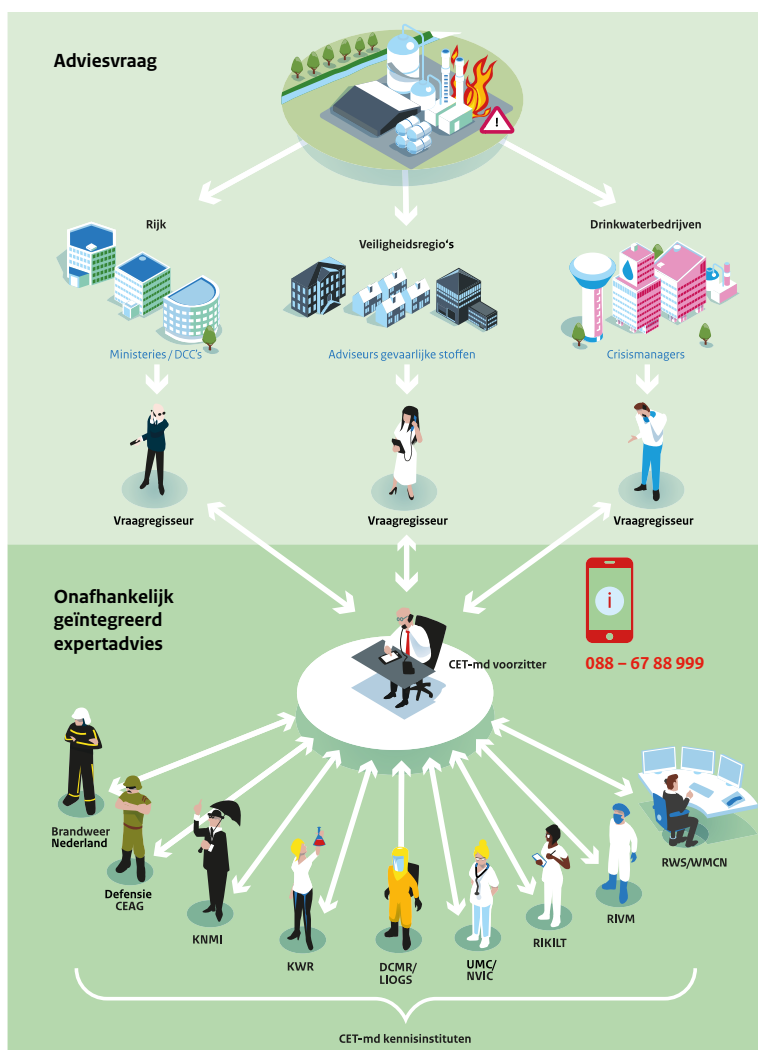 Adviesvraag
!
Rijk
Veiligheidsregio‘s
Drinkwaterbedrijven
Ministeries / DCC's
Adviseurs gevaarlijke stoffen
Crisismanagers
Vraagregisseur
Vraagregisseur
Vraagregisseur
Onafhankelijk
geïntegreerd
expertadvies
i
CET-md voorzitter
088 – 67 88 999
Brandweer
Nederland
Defensie
CEAG
KNMI
KWR
DCMR/
LIOGS
UMC/
NVIC
RIKILT
RIVM
RWS/WMCN
CET-md kennisinstituten